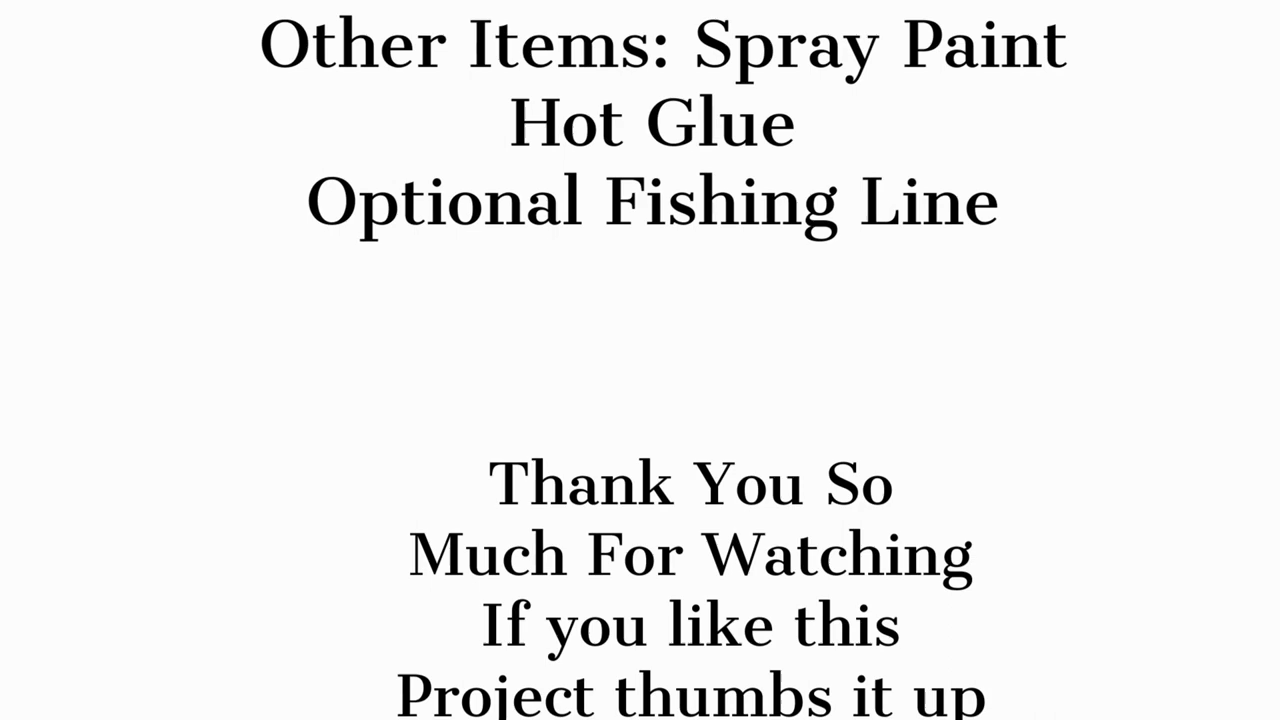 Other Items: Spray Paint
Hot Glue
Optional Fishing Line
Thank You So
Much For Watching
If you like this
Project thumbs it up